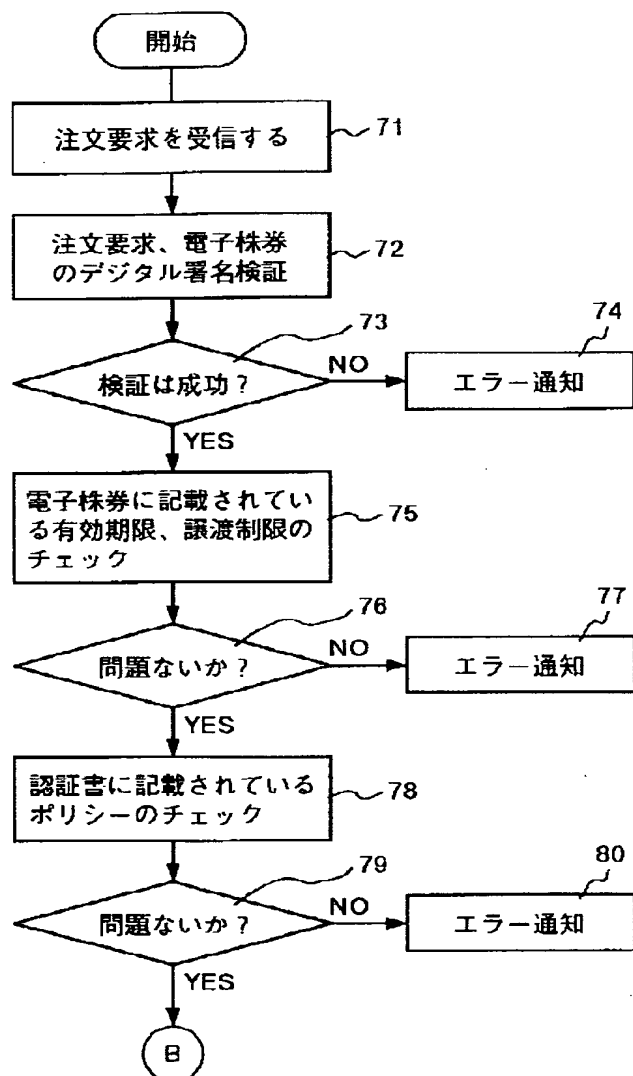 開始
注文要求を受信する
71
注文要求、電子株券
のデジタル署名検証
72
73
検証は成功?
NO
74
エラー通知
YES
電子株券に記載されてい
る有効期限、譲渡制限の
チェック
75
76
問題ないか?
NO
77
エラー通知
YES
認証書に記載されている
ポリシーのチェック
78
79
問題ないか?
NO
80
エラー通知
YES
B